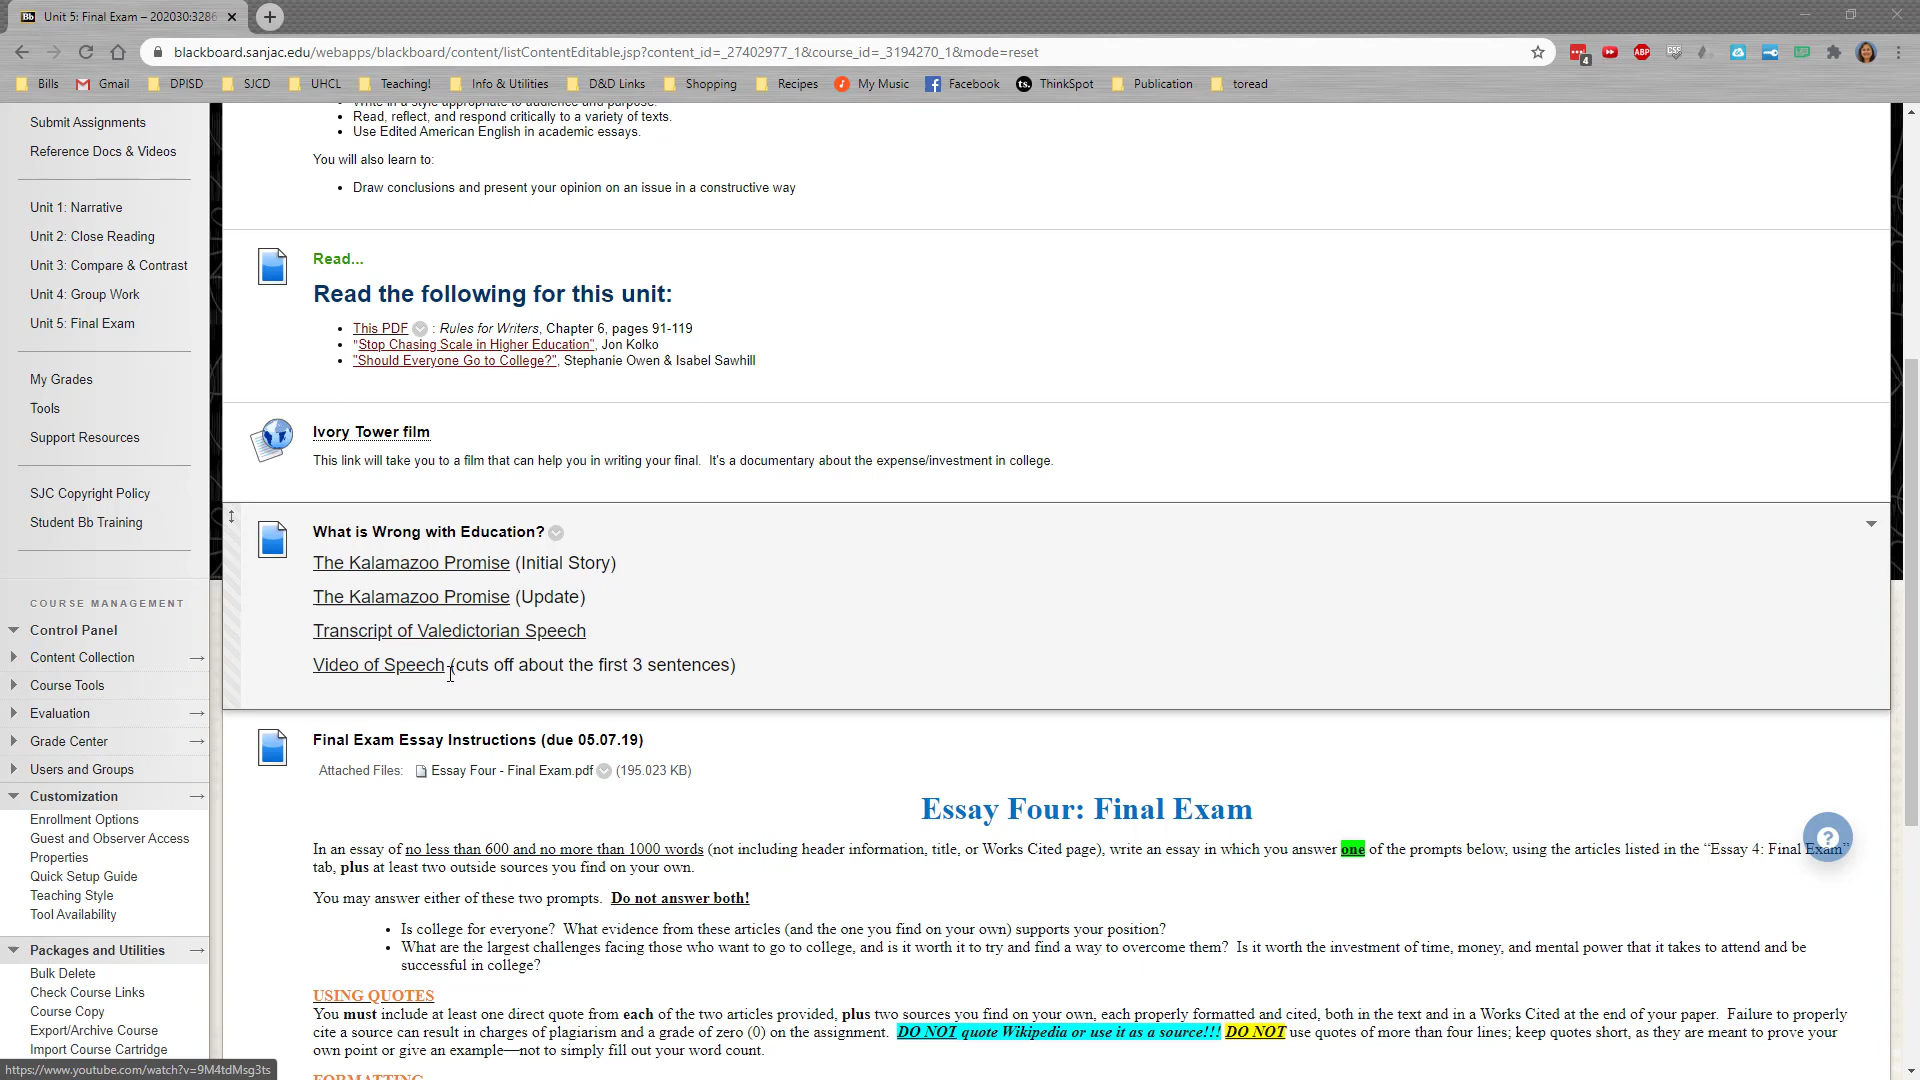 Unit 5: Final Exam – 202030:3286
blackboard.sanjac.edu/webapps/blackboard/content/listContentEditable.jsp?content_id=_27402977_1&course_id=_3194270_1&mode=reset
Bills
Gmail
DPISD
SJCD
UHCL
Teaching!
Info & Utilities
D&D Links
Shopping
Recipes
My Music
Facebook
ThinkSpot
Publication
toread
Submit Assignments
Reference Docs & Videos
Unit 1: Narrative
Unit 2: Close Reading
Unit 3: Compare & Contrast
Unit 4: Group Work
Unit 5: Final Exam
My Grades
Tools
Support Resources
SJC Copyright Policy
Student Bb Training
COURSE MANAGEMENT
Control Panel
Content Collection
Course Tools
Evaluation
Grade Center
Users and Groups
Customization
Enrollment Options
Guest and Observer Access
Properties
Quick Setup Guide
Teaching Style
Tool Availability
Packages and Utilities
Bulk Delete
Check Course Links
Course Copy
Export/Archive Course
Import Course Cartridge
https://www.youtube.com/watch?v=9M4tdMsg3ts
Write in a style appropriate to audience and purpose.
Read, reflect, and respond critically to a variety of texts.
Use Edited American English in academic essays.
You will also learn to:
Draw conclusions and present your opinion on an issue in a constructive way
Read...
Read the following for this unit:
This PDF : Rules for Writers, Chapter 6, pages 91-119
"Stop Chasing Scale in Higher Education", Jon Kolko
"Should Everyone Go to College?", Stephanie Owen & Isabel Sawhill
Ivory Tower film
This link will take you to a film that can help you in writing your final. It's a documentary about the expense/investment in college.
What is Wrong with Education?
The Kalamazoo Promise (Initial Story)
The Kalamazoo Promise (Update)
Transcript of Valedictorian Speech
Video of Speech (cuts off about the first 3 sentences)
Final Exam Essay Instructions (due 05.07.19)
Attached Files: Essay Four - Final Exam.pdf (195.023 KB)
Essay Four: Final Exam
In an essay of no less than 600 and no more than 1000 words (not including header information, title, or Works Cited page), write an essay in which you answer one of the prompts below, using the articles listed in the “Essay 4: Final Exam”
tab, plus at least two outside sources you find on your own.
You may answer either of these two prompts. Do not answer both!
Is college for everyone? What evidence from these articles (and the one you find on your own) supports your position?
What are the largest challenges facing those who want to go to college, and is it worth it to try and find a way to overcome them? Is it worth the investment of time, money, and mental power that it takes to attend and be
successful in college?
USING QUOTES
You must include at least one direct quote from each of the two articles provided, plus two sources you find on your own, each properly formatted and cited, both in the text and in a Works Cited at the end of your paper. Failure to properly
cite a source can result in charges of plagiarism and a grade of zero (0) on the assignment. DO NOT quote Wikipedia or use it as a source!!! DO NOT use quotes of more than four lines; keep quotes short, as they are meant to prove your
own point or give an example—not to simply fill out your word count.
FORMATTING